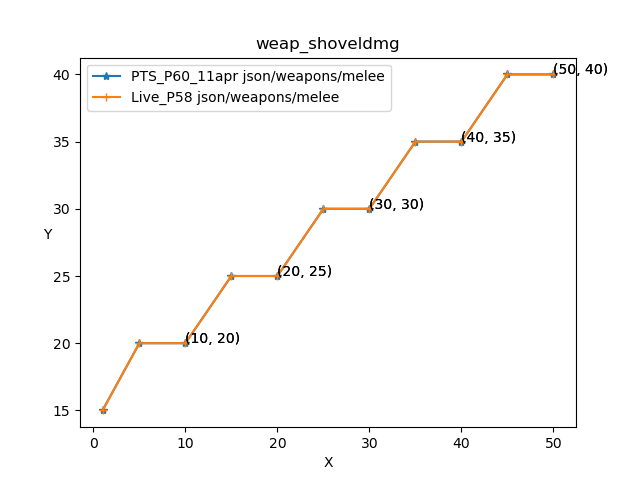 weap_shoveldmg
PTS_P60_11apr json/weapons/melee
Live_P58 json/weapons/melee
40
35
30
25
20
15
Y
(50, 40)
(40, 35)
(30, 30)
(20, 25)
(10, 20)
0 10 20 30 40 50
X